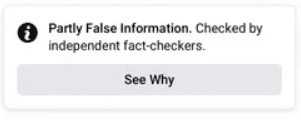 Partly False Information. Checked by
independent fact-checkers.
See Why